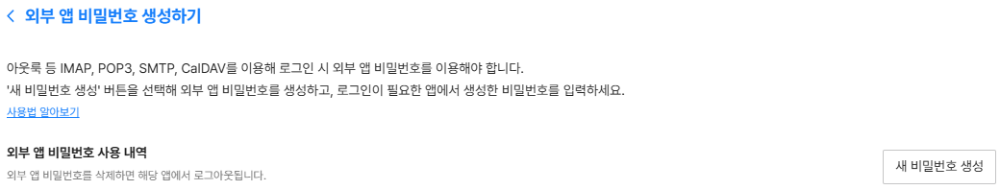 외부 앱 비밀번호 생성하기
아웃룩 등 IMAP, POP3, SMTP, CalDAV를 이용해 로그인 시 외부 앱 비밀번호를 이용해야 합니다.
'새 비밀번호 생성' 버튼을 선택해 외부 앱 비밀번호를 생성하고, 로그인이 필요한 앱에서 생성한 비밀번호를 입력하세요.
사용법 알아보기
외부 앱 비밀번호 사용 내역
외부 앱 비밀번호를 삭제하면 해당 앱에서 로그아웃됩니다.
새 비밀번호 생성